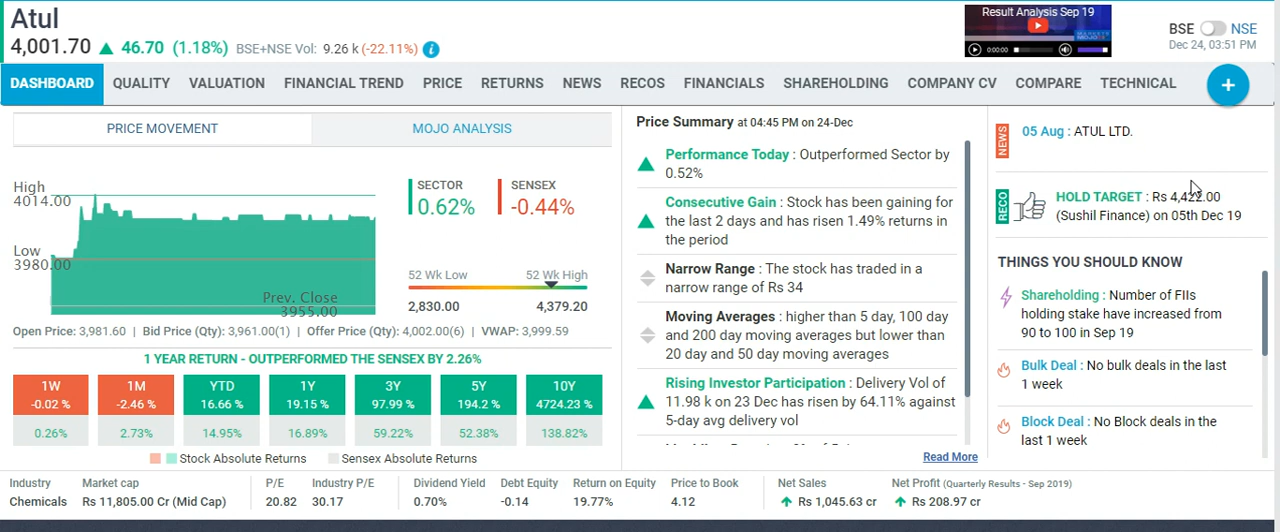 Atul
4,001.70 46.70 (1.18%) BSE+NSE Vol: 9.26 k (-22.11%) i
Result Analysis Sep 19
MARKETS
MOJO
0:00:00
BSE NSE
Dec 24, 03:51 PM
DASHBOARD QUALITY VALUATION FINANCIAL TREND PRICE RETURNS NEWS RECOS FINANCIALS SHAREHOLDING COMPANY CV COMPARE TECHNICAL +
PRICE MOVEMENT MOJO ANALYSIS
High
4014.00
Low
3980.00
Prev. Close
3955.00
SECTOR
0.62%
SENSEX
-0.44%
52 Wk Low 52 Wk High
2,830.00 4,379.20
Open Price: 3,981.60 | Bid Price (Qty): 3,961.00(1) | Offer Price (Qty): 4,002.00(6) | VWAP: 3,999.59
1 YEAR RETURN - OUTPERFORMED THE SENSEX BY 2.26%
1W 1M YTD 1Y 3Y 5Y 10Y
-0.02 % -2.46 % 16.66 % 19.15 % 97.99 % 194.2 % 4724.23 %
0.26% 2.73% 14.95% 16.89% 59.22% 52.38% 138.82%
Stock Absolute Returns Sensex Absolute Returns
Price Summary at 04:45 PM on 24-Dec
Performance Today : Outperformed Sector by
0.52%
Consecutive Gain : Stock has been gaining for
the last 2 days and has risen 1.49% returns in
the period
Narrow Range : The stock has traded in a
narrow range of Rs 34
Moving Averages : higher than 5 day, 100 day
and 200 day moving averages but lower than
20 day and 50 day moving averages
Rising Investor Participation : Delivery Vol of
11.98 k on 23 Dec has risen by 64.11% against
5-day avg delivery vol
Read More
NEWS
05 Aug : ATUL LTD.
RECO
HOLD TARGET : Rs 4,422.00
(Sushil Finance) on 05th Dec 19
THINGS YOU SHOULD KNOW
Shareholding : Number of FIIs
holding stake have increased from
90 to 100 in Sep 19
Bulk Deal : No bulk deals in the last
1 week
Block Deal : No Block deals in the
last 1 week
Industry Market cap P/E Industry P/E Dividend Yield Debt Equity Return on Equity Price to Book Net Sales Net Profit (Quarterly Results - Sep 2019)
Chemicals Rs 11,805.00 Cr (Mid Cap) 20.82 30.17 0.70% -0.14 19.77% 4.12 Rs 1,045.63 cr Rs 208.97 cr